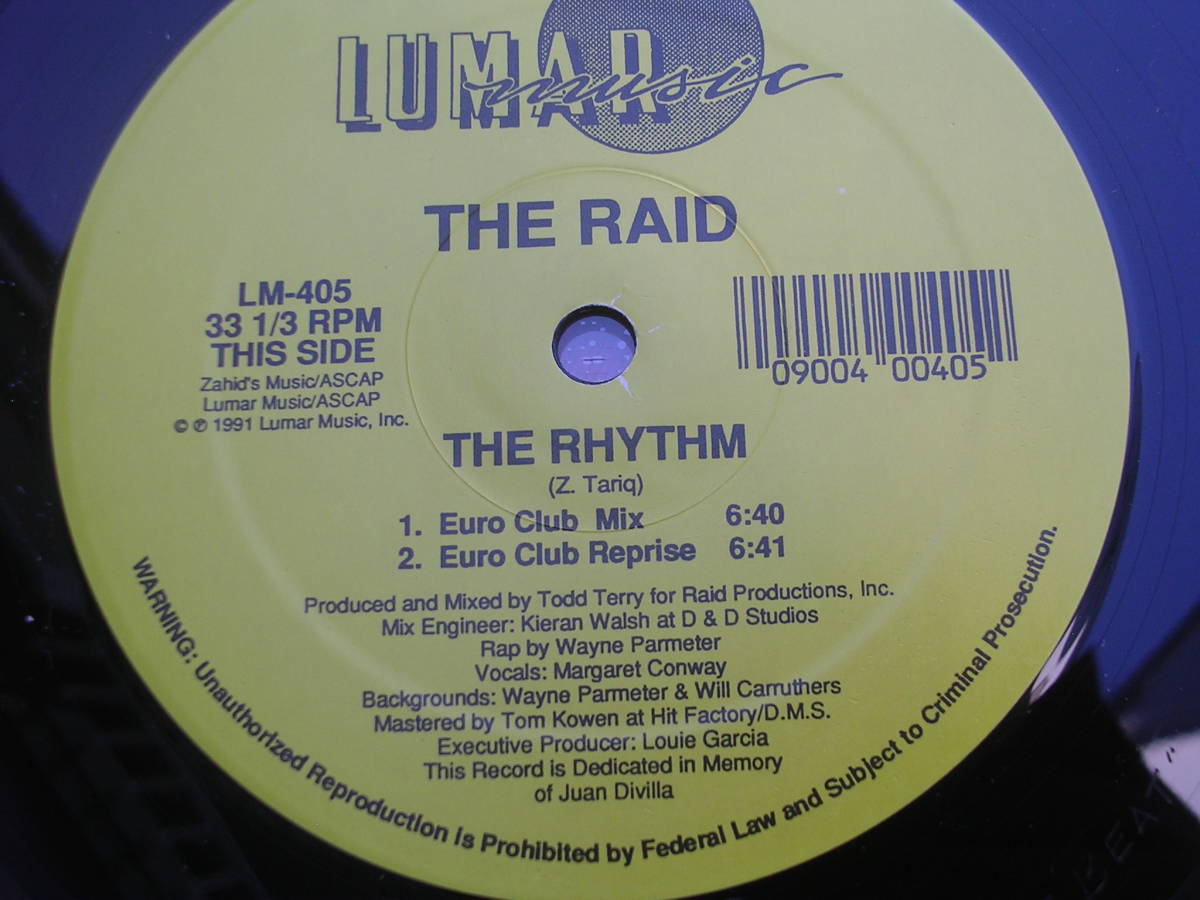 LUMAR
music
THE RAID
LM-405
33 1/3 RPM
THIS SIDE
Zahid's Music/ASCAP
Lumar Music/ASCAP
© ℗ 1991 Lumar Music, Inc.
09004 00405
THE RHYTHM
(Z. Tariq)
1. Euro Club Mix 6:40
2. Euro Club Reprise 6:41
Produced and Mixed by Todd Terry for Raid Productions, Inc.
Mix Engineer: Kieran Walsh at D & D Studios
Rap by Wayne Parmeter
Vocals: Margaret Conway
Backgrounds: Wayne Parmeter & Will Carruthers
Mastered by Tom Kowen at Hit Factory/D.M.S.
Executive Producer: Louie Garcia
This Record is Dedicated in Memory
of Juan Divilla
WARNING: Unauthorized Reproduction is Prohibited by Federal Law and Subject to Criminal Prosecution.